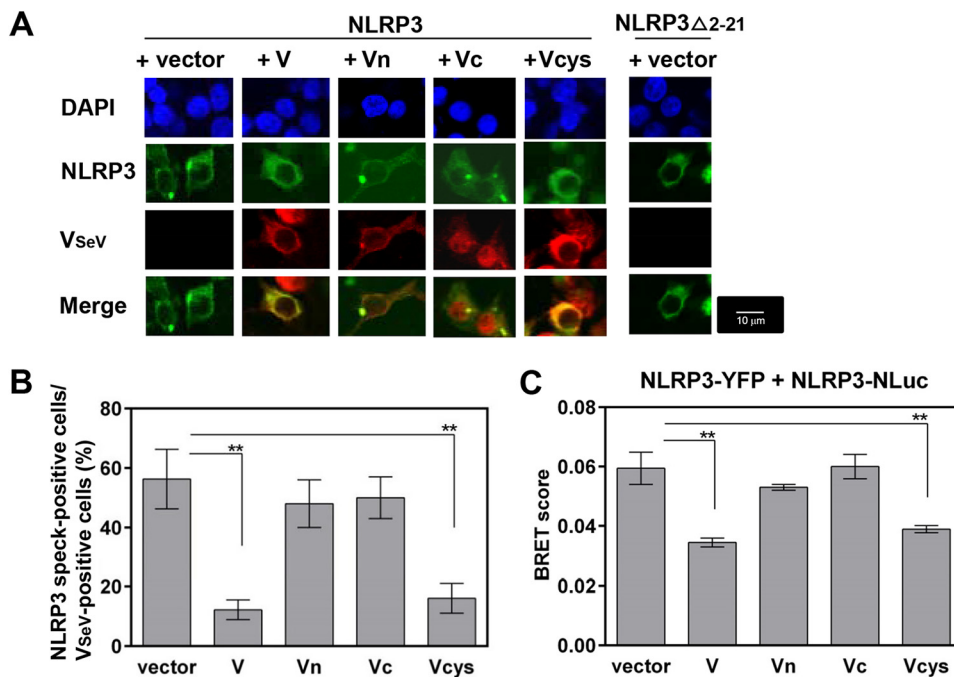 A
NLRP3
NLRP3△2-21
+ vector
+ V
+ Vn
+ Vc
+Vcys
+ vector
DAPI
NLRP3
VSeV
Merge
10 μm
B
NLRP3 speck-positive cells/
VSeV-positive cells (%)
80
60
40
20
0
**
**
vector
V
Vn
Vc
Vcys
C
NLRP3-YFP + NLRP3-NLuc
BRET score
0.08
0.06
0.04
0.02
0.00
**
**
vector
V
Vn
Vc
Vcys